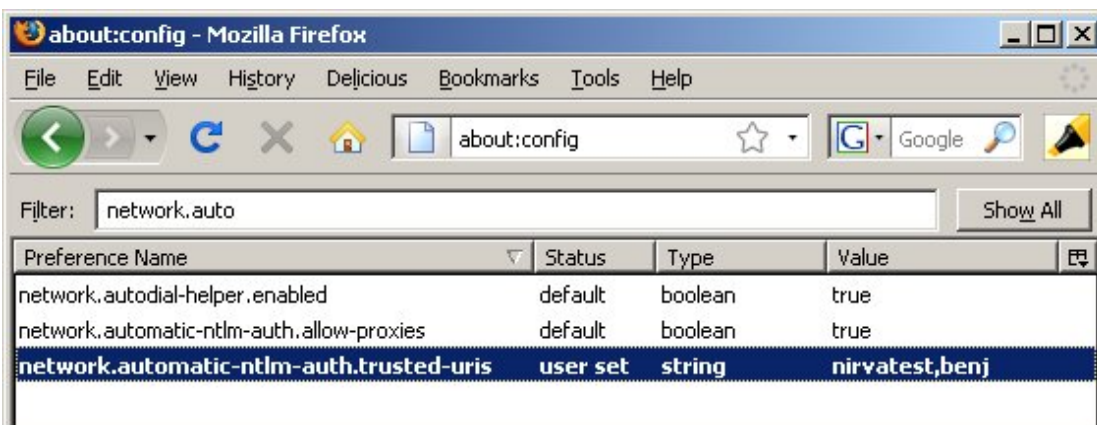 about:config - Mozilla Firefox
File Edit View History Delicious Bookmarks Tools Help
about:config G Google
Filter: network.auto Show All
Preference Name Status Type Value
network.autodial-helper.enabled default boolean true
network.automatic-ntlm-auth.allow-proxies default boolean true
network.automatic-ntlm-auth.trusted-uris user set string nirvatest,benj